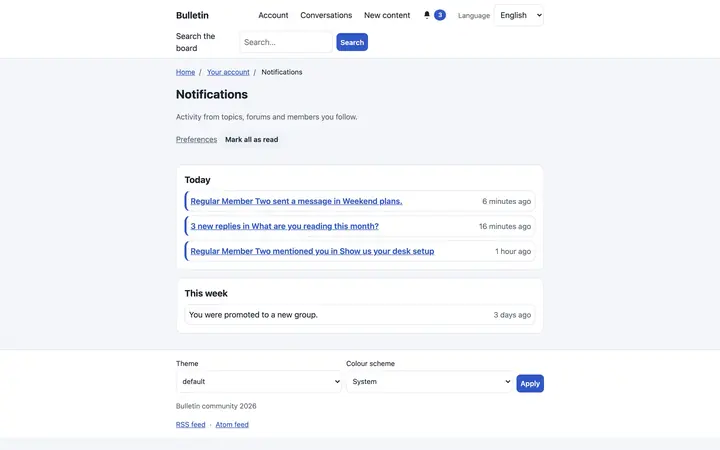 Bulletin
Account
Conversations
New content
3
Language
English
Search the
board
Search...
Search
Home / Your account / Notifications
Notifications
Activity from topics, forums and members you follow.
Preferences
Mark all as read
Today
Regular Member Two sent a message in Weekend plans.
6 minutes ago
3 new replies in What are you reading this month?
16 minutes ago
Regular Member Two mentioned you in Show us your desk setup
1 hour ago
This week
You were promoted to a new group.
3 days ago
Theme
Colour scheme
default
System
Apply
Bulletin community 2026
RSS feed · Atom feed